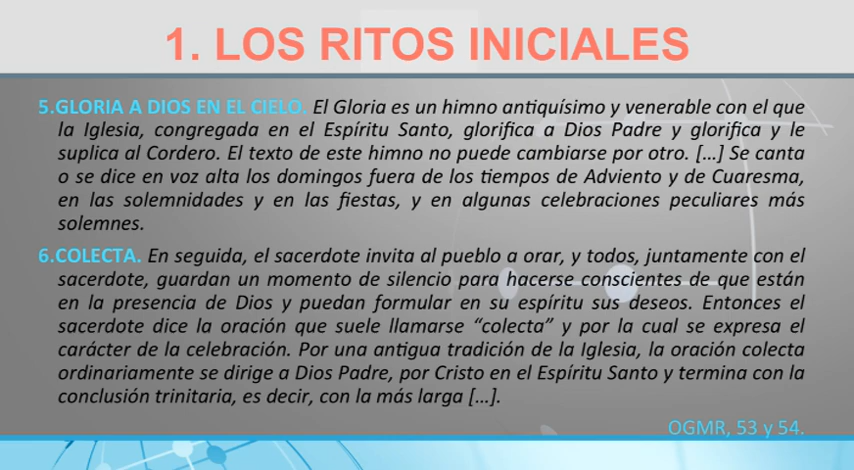 1. LOS RITOS INICIALES
5.GLORIA A DIOS EN EL CIELO. El Gloria es un himno antiquísimo y venerable con el que
la Iglesia, congregada en el Espíritu Santo, glorifica a Dios Padre y glorifica y le
suplica al Cordero. El texto de este himno no puede cambiarse por otro. [...] Se canta
o se dice en voz alta los domingos fuera de los tiempos de Adviento y de Cuaresma,
en las solemnidades y en las fiestas, y en algunas celebraciones peculiares más
solemnes.
6.COLECTA. En seguida, el sacerdote invita al pueblo a orar, y todos, juntamente con el
sacerdote, guardan un momento de silencio para hacerse conscientes de que están
en la presencia de Dios y puedan formular en su espíritu sus deseos. Entonces el
sacerdote dice la oración que suele llamarse “colecta” y por la cual se expresa el
carácter de la celebración. Por una antigua tradición de la Iglesia, la oración colecta
ordinariamente se dirige a Dios Padre, por Cristo en el Espíritu Santo y termina con la
conclusión trinitaria, es decir, con la más larga [...].
OGMR, 53 y 54.